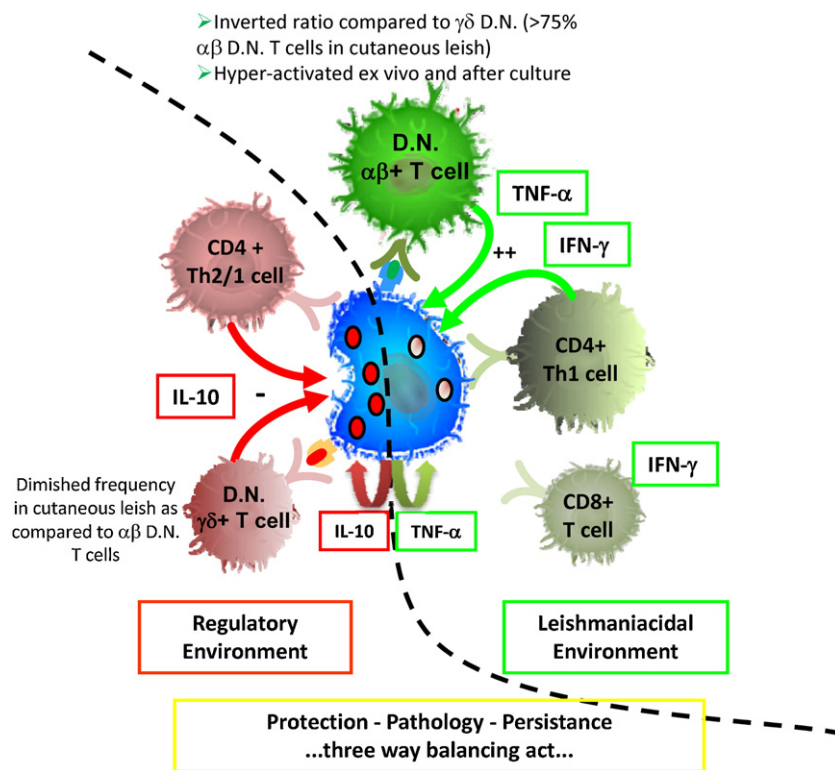 ➢Inverted ratio compared to γδ D.N. (>75%
αβ D.N. T cells in cutaneous leish)
➢Hyper-activated ex vivo and after culture
D.N.
αβ+ T cell
TNF-α
++
IFN-γ
CD4 +
Th2/1 cell
CD4+
Th1 cell
IL-10
-
IFN-γ
Dimished frequency
in cutaneous leish as
compared to αβ D.N.
T cells
D.N.
γδ+ T cell
CD8+
T cell
IL-10
TNF-α
Regulatory
Environment
Leishmaniacidal
Environment
Protection - Pathology - Persistance
...three way balancing act...